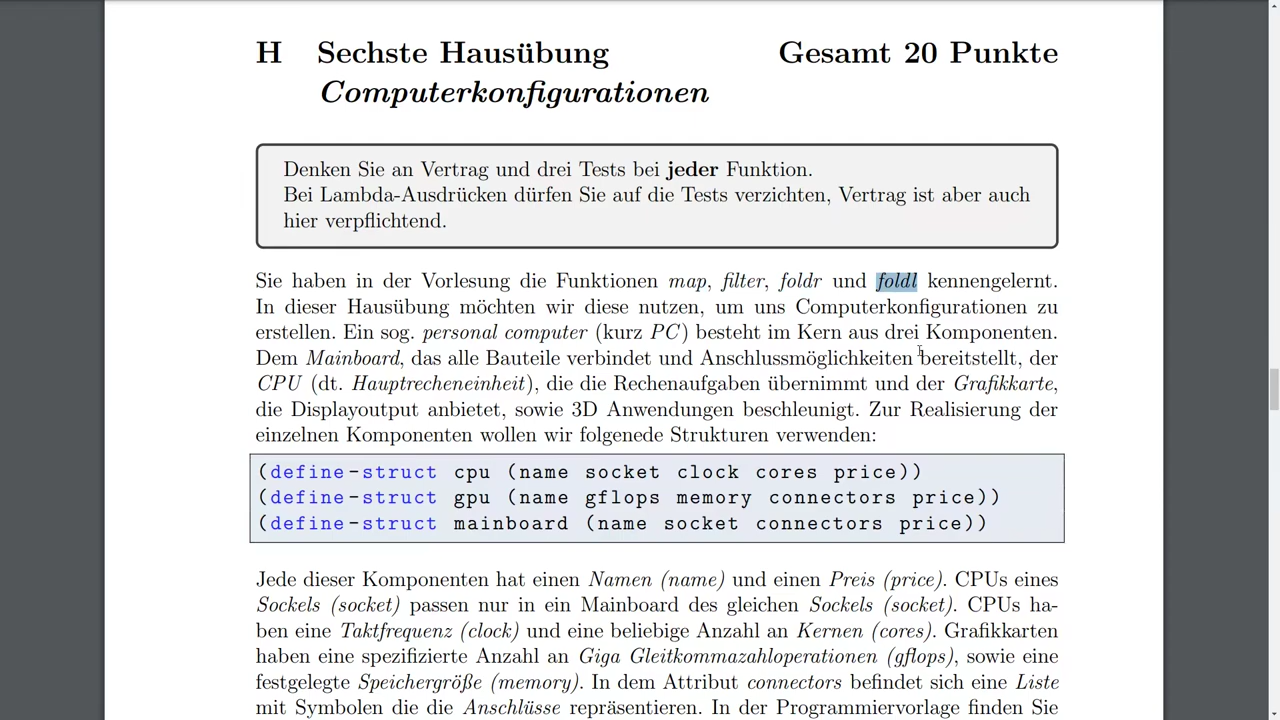 H Sechste Hausübung Gesamt 20 Punkte
Computerkonfigurationen
Denken Sie an Vertrag und drei Tests bei jeder Funktion.
Bei Lambda-Ausdrücken dürfen Sie auf die Tests verzichten, Vertrag ist aber auch
hier verpflichtend.
Sie haben in der Vorlesung die Funktionen map, filter, foldr und foldl kennengelernt.
In dieser Hausübung möchten wir diese nutzen, um uns Computerkonfigurationen zu
erstellen. Ein sog. personal computer (kurz PC) besteht im Kern aus drei Komponenten.
Dem Mainboard, das alle Bauteile verbindet und Anschlussmöglichkeiten bereitstellt, der
CPU (dt. Hauptrecheneinheit), die die Rechenaufgaben übernimmt und der Grafikkarte,
die Displayoutput anbietet, sowie 3D Anwendungen beschleunigt. Zur Realisierung der
einzelnen Komponenten wollen wir folgenede Strukturen verwenden:
(define-struct cpu (name socket clock cores price))
(define-struct gpu (name gflops memory connectors price))
(define-struct mainboard (name socket connectors price))
Jede dieser Komponenten hat einen Namen (name) und einen Preis (price). CPUs eines
Sockels (socket) passen nur in ein Mainboard des gleichen Sockels (socket). CPUs ha-
ben eine Taktfrequenz (clock) und eine beliebige Anzahl an Kernen (cores). Grafikkarten
haben eine spezifizierte Anzahl an Giga Gleitkommazahloperationen (gflops), sowie eine
festgelegte Speichergröße (memory). In dem Attribut connectors befindet sich eine Liste
mit Symbolen die die Anschlüsse repräsentieren. In der Programmiervorlage finden Sie